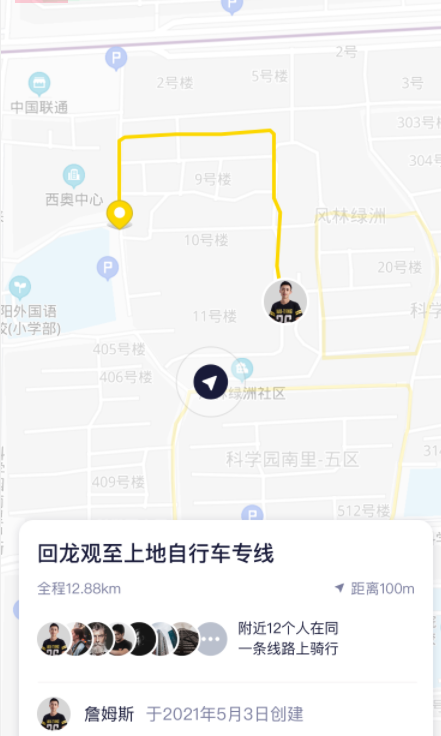 P
2号
P
2号楼
5号楼
3号
中国联通
303号
304
9号楼
西奥中心
风林绿洲
10号楼
P
20号楼
阳外国语
校(小学部)
11号楼
科学
405号楼
406号楼
林绿洲社区
科学园南里-五区
31
409号楼
P
512号楼
回龙观至上地自行车专线
全程12.88km
距离100m
附近12个人在同
一条线路上骑行
詹姆斯 于2021年5月3日创建